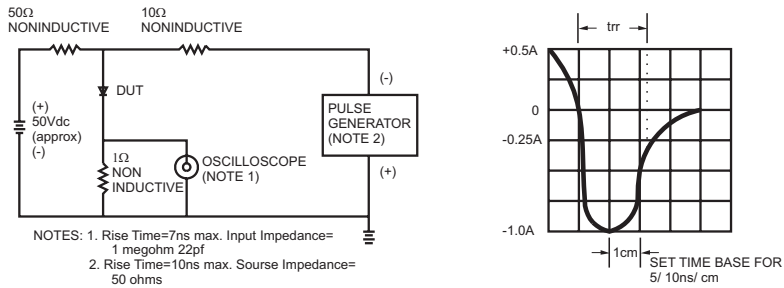 50Ω
NONINDUCTIVE
10Ω
NONINDUCTIVE
(+)
50Vdc
(approx)
(-)
DUT
1Ω
NON
INDUCTIVE
OSCILLOSCOPE
(NOTE 1)
(-)
PULSE
GENERATOR
(NOTE 2)
(+)
NOTES: 1. Rise Time=7ns max. Input Impedance=
1 megohm 22pf
2. Rise Time=10ns max. Sourse Impedance=
50 ohms
trr
+0.5A
0
-0.25A
-1.0A
1cm
SET TIME BASE FOR
5/ 10ns/ cm